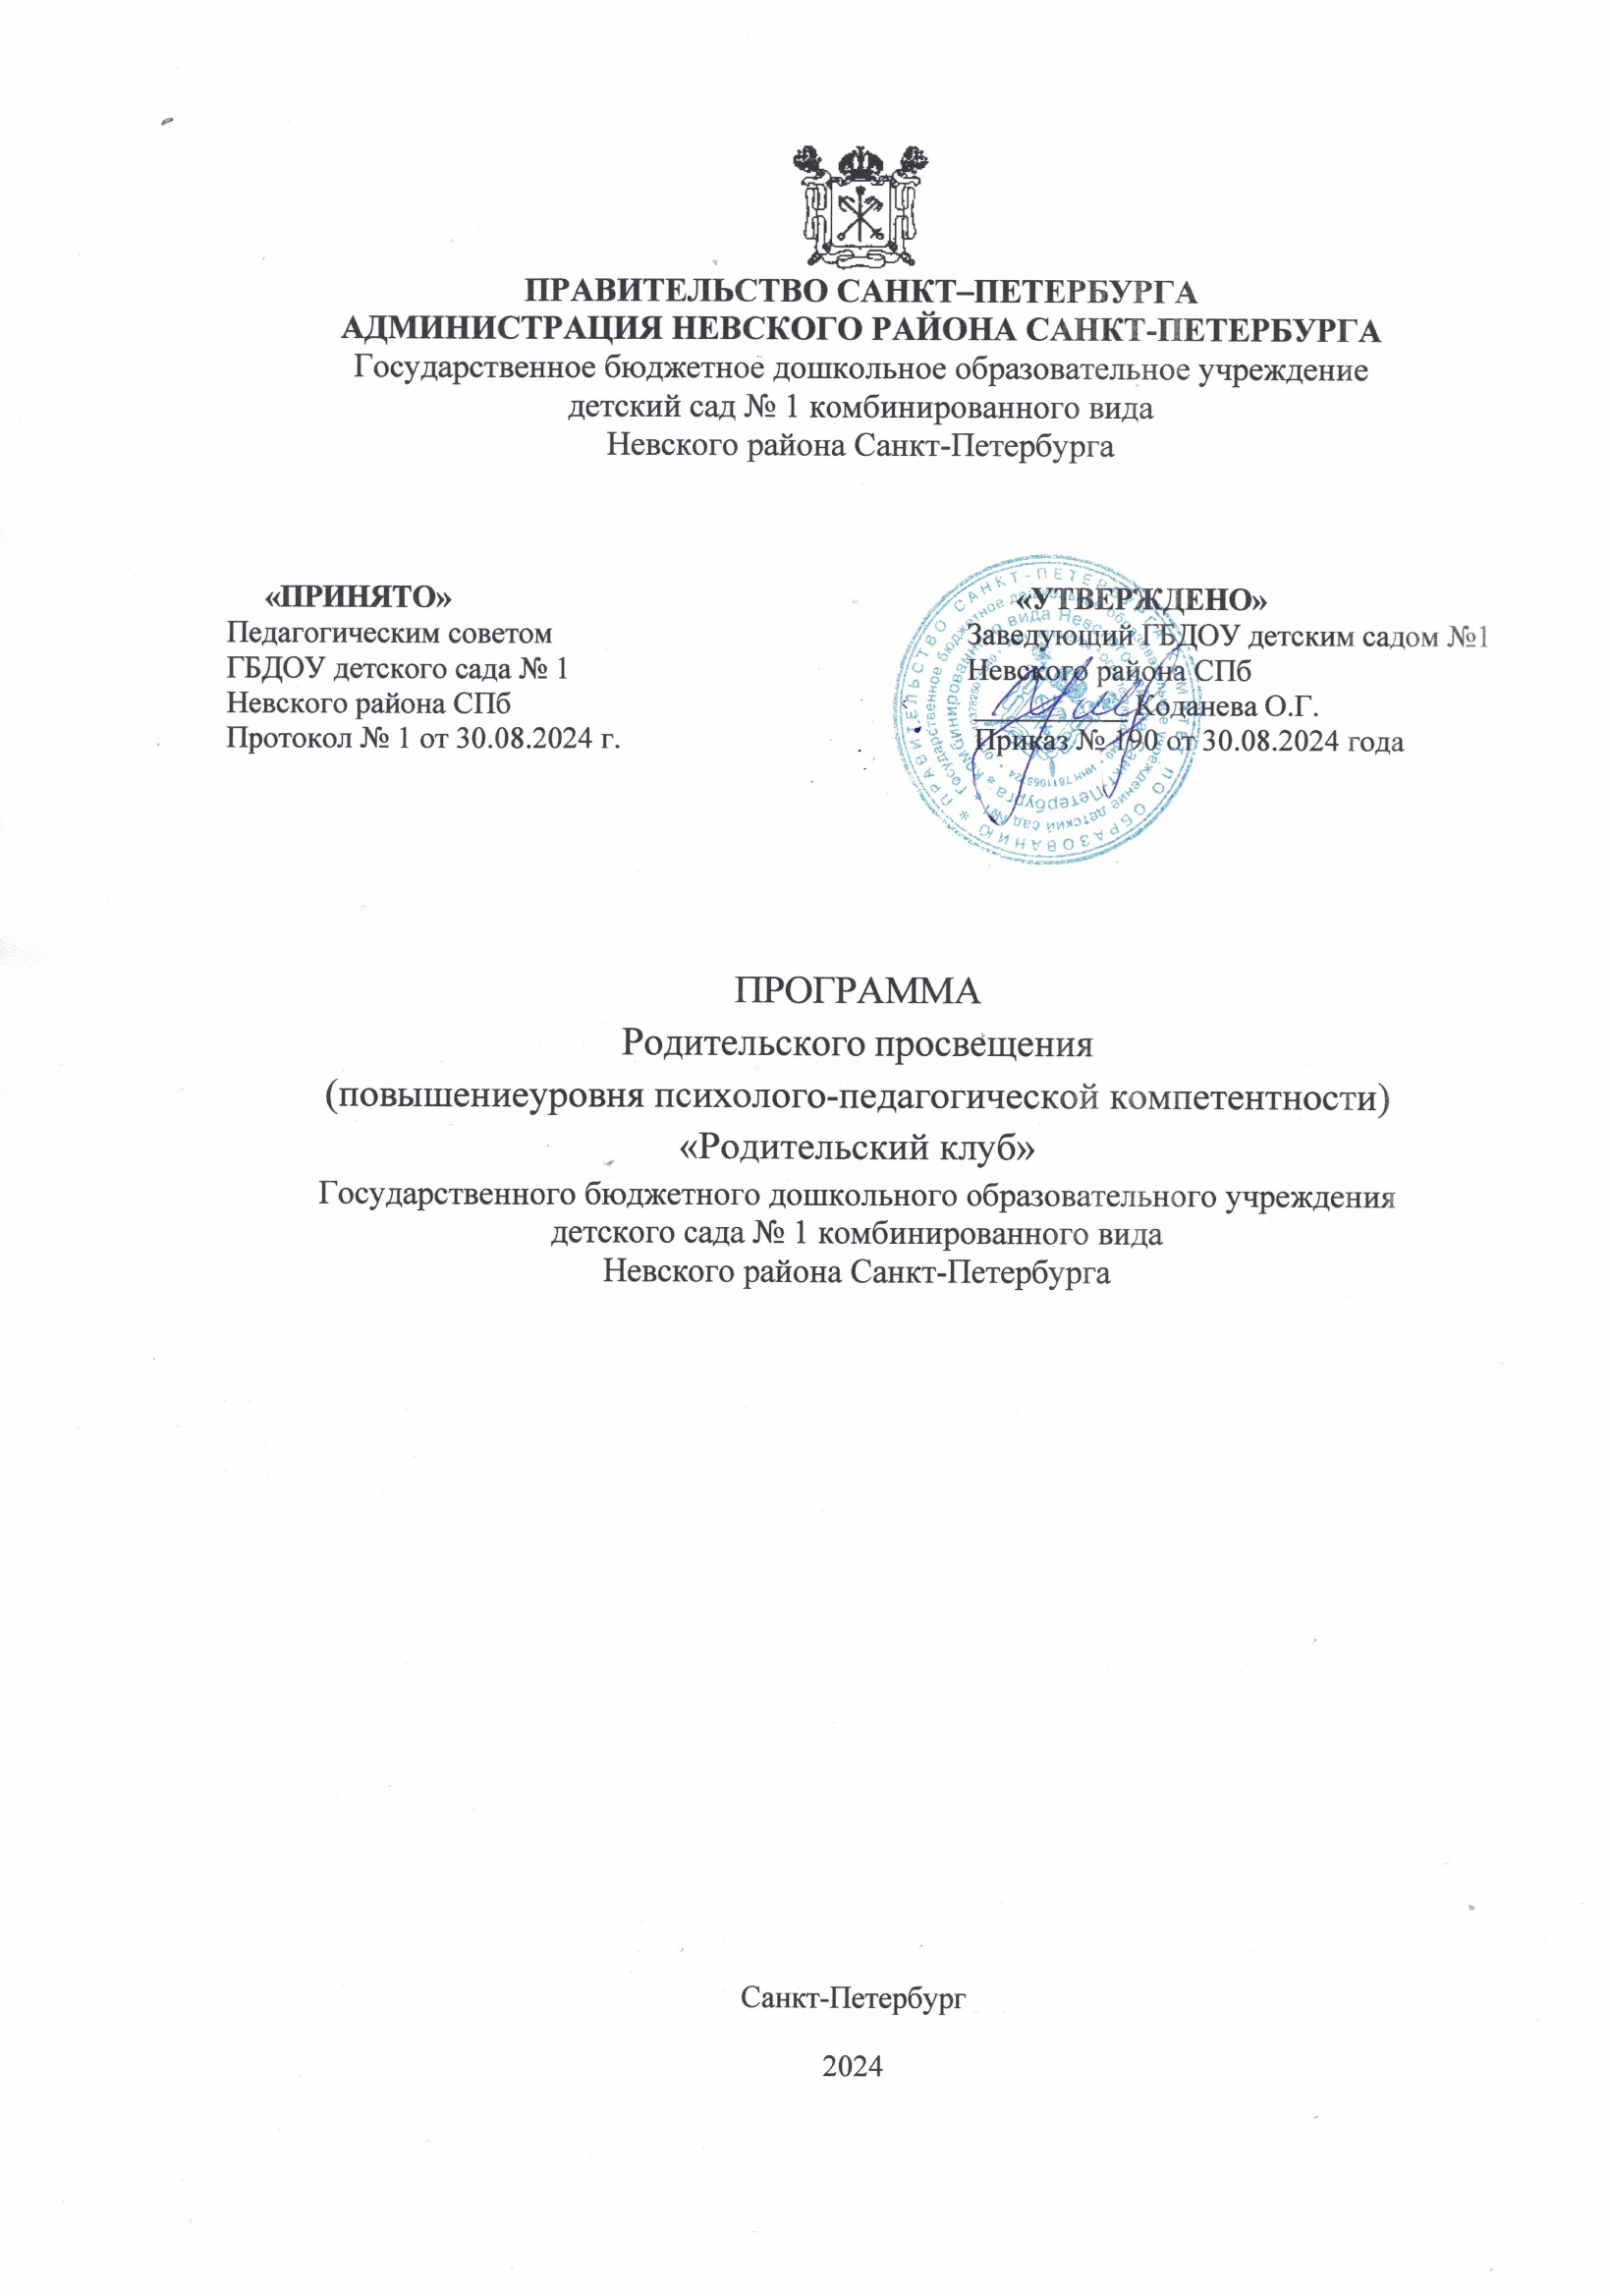 ПРАВИТЕЛЬСТВО САНКТ–ПЕТЕРБУРГА
АДМИНИСТРАЦИЯ НЕВСКОГО РАЙОНА САНКТ-ПЕТЕРБУРГА
Государственное бюджетное дошкольное образовательное учреждение
детский сад № 1 комбинированного вида
Невского района Санкт-Петербурга
«ПРИНЯТО»
Педагогическим советом
ГБДОУ детского сада № 1
Невского района СПб
Протокол № 1 от 30.08.2024 г.
«УТВЕРЖДЕНО»
Заведующий ГБДОУ детским садом №1
Невского района СПб
__________ Коданева О.Г.
Приказ № 190 от 30.08.2024 года
ПРОГРАММА
Родительского просвещения
(повышениеуровня психолого-педагогической компетентности)
«Родительский клуб»
Государственного бюджетного дошкольного образовательного учреждения
детского сада № 1 комбинированного вида
Невского района Санкт-Петербурга
Санкт-Петербург
2024